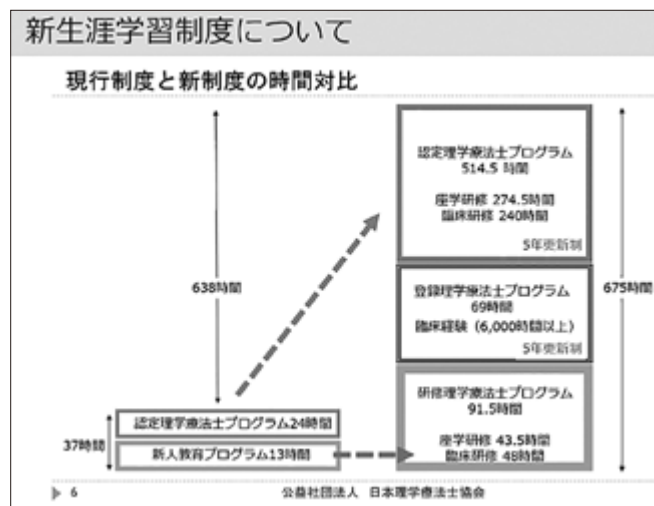 新生涯学習制度について
現行制度と新制度の時間対比
638時間
37時間
認定理学療法士プログラム24時間
新人教育プログラム13時間
認定理学療法士プログラム
514.5 時間
座学研修 274.5時間
臨床研修 240時間
5年更新制
登録理学療法士プログラム
69時間
臨床経験（6,000時間以上）
5年更新制
研修理学療法士プログラム
91.5時間
座学研修 43.5時間
臨床研修 48時間
675時間
6
公益社団法人 日本理学療法士協会